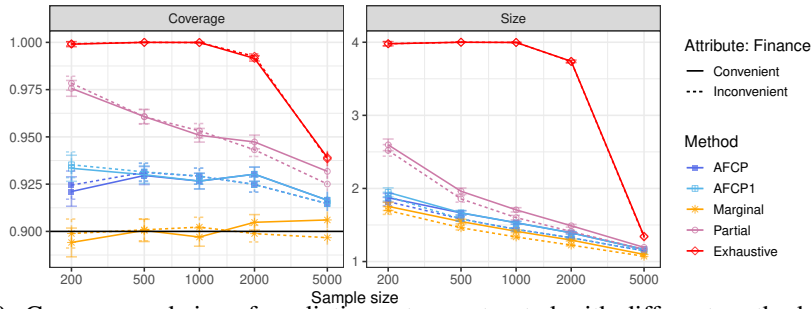 Coverage
Size
1.000
0.975
0.950
0.925
0.900
4
3
2
1
200 500 1000 2000 5000
200 500 1000 2000 5000
Sample size
Attribute: Finance
Convenient
Inconvenient
Method
AFCP
AFCP1
Marginal
Partial
Exhaustive